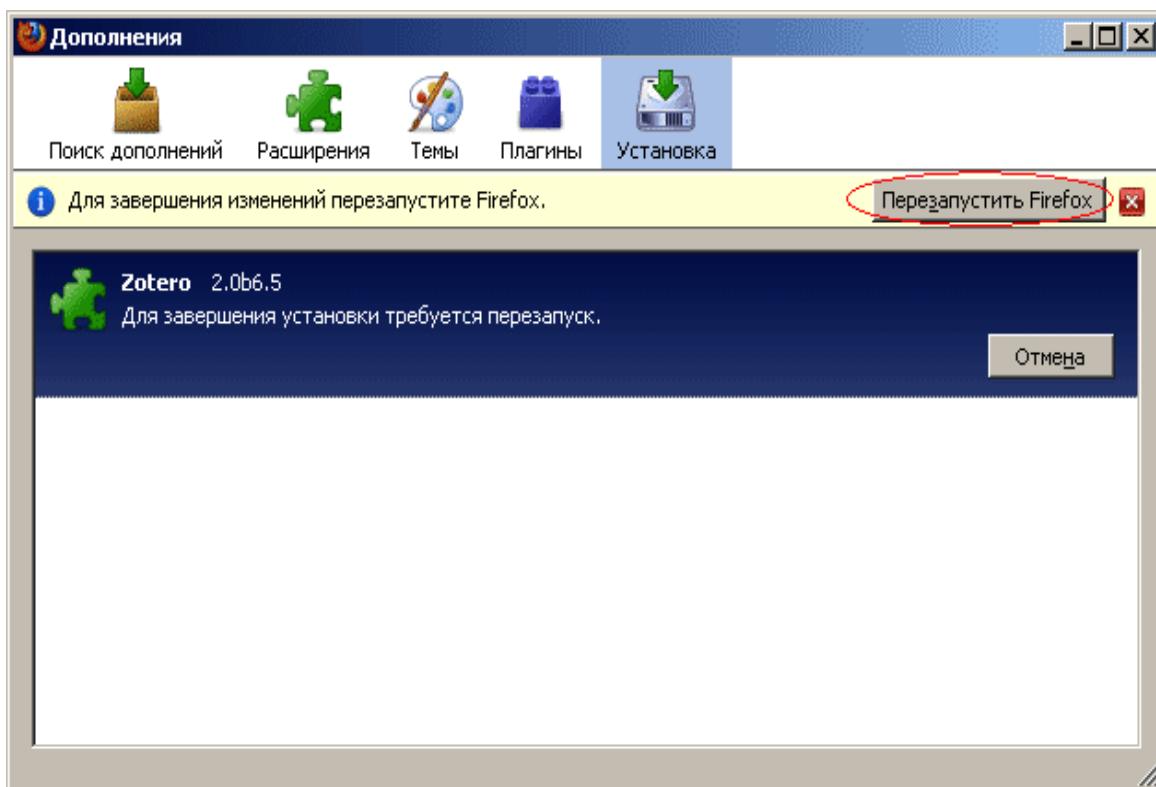 Дополнения
Поиск дополнений Расширения Темы Плагины Установка
Для завершения изменений перезапустите Firefox. Перезапустить Firefox
Zotero 2.0b6.5
Для завершения установки требуется перезапуск.
Отмена